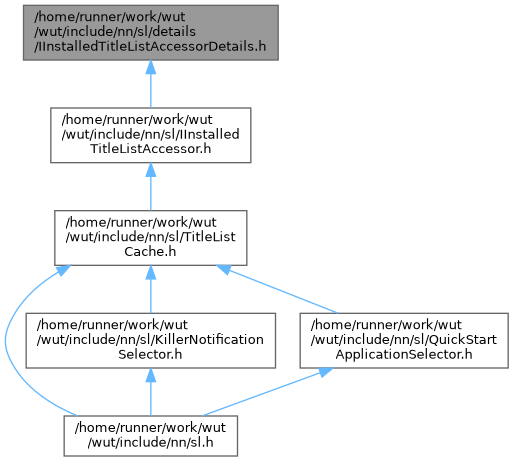 /home/runner/work/wut
/wut/include/nn/sl/details
/IInstalledTitleListAccessorDetails.h
/home/runner/work/wut
/wut/include/nn/sl/IInstalled
TitleListAccessor.h
/home/runner/work/wut
/wut/include/nn/sl/TitleList
Cache.h
/home/runner/work/wut
/wut/include/nn/sl/KillerNotification
Selector.h
/home/runner/work/wut
/wut/include/nn/sl/QuickStart
ApplicationSelector.h
/home/runner/work/wut
/wut/include/nn/sl.h